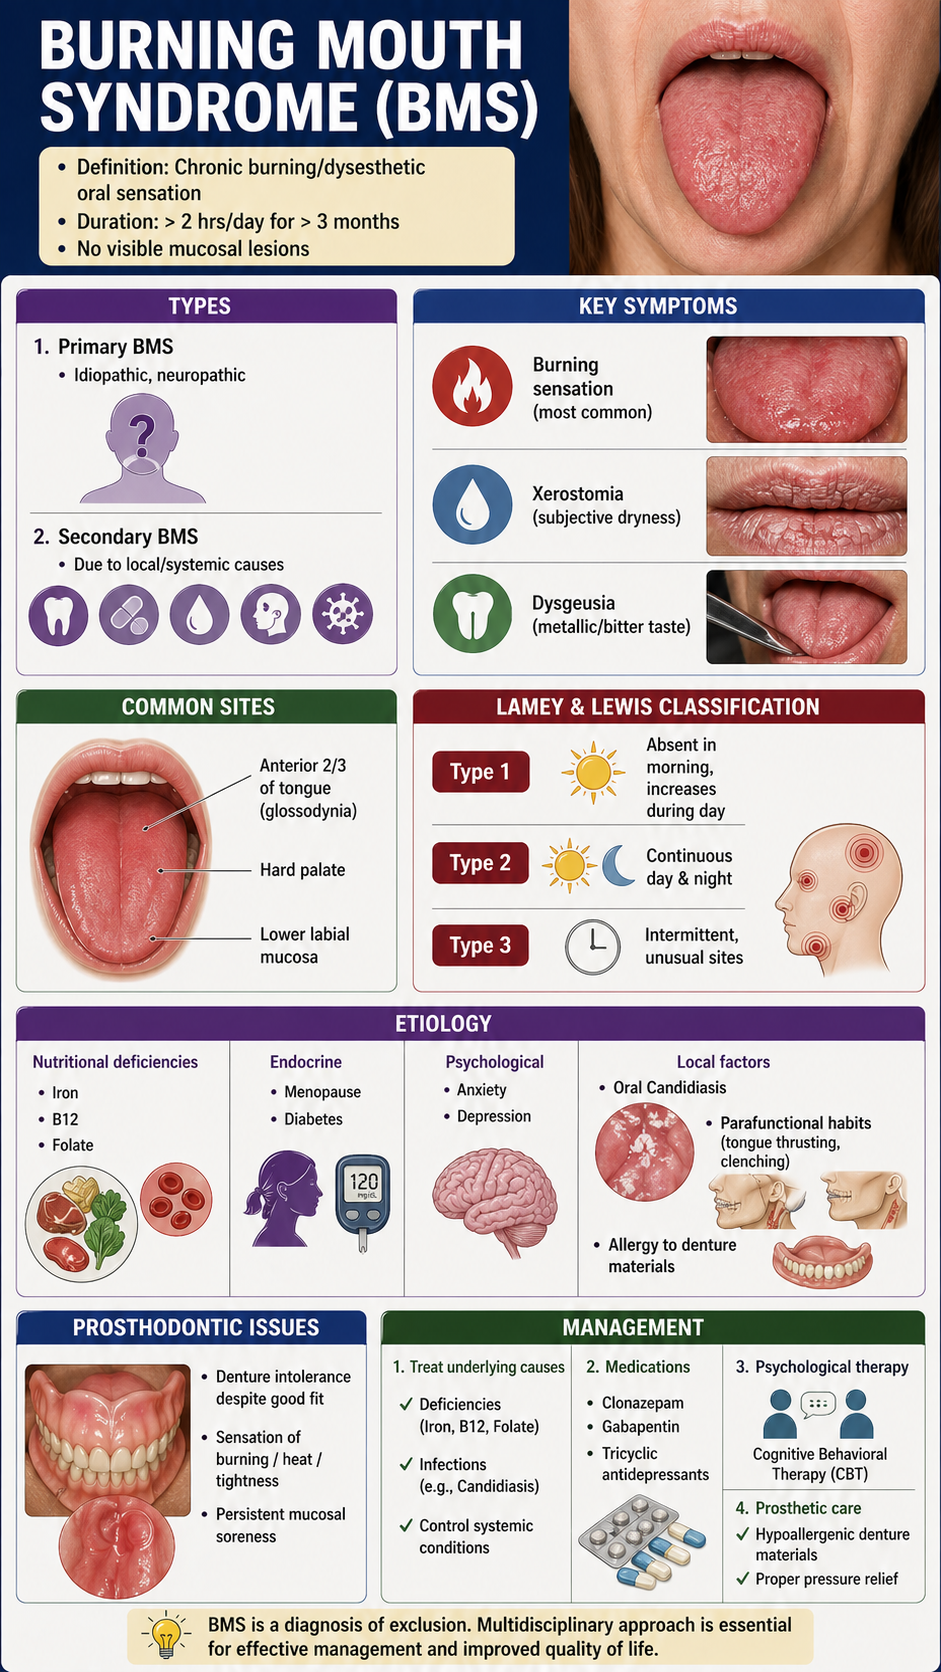 BURNING MOUTH
SYNDROME (BMS)
• Definition: Chronic burning/dysesthetic
oral sensation
• Duration: > 2 hrs/day for > 3 months
• No visible mucosal lesions
TYPES
1. Primary BMS
• Idiopathic, neuropathic
?
2. Secondary BMS
• Due to local/systemic causes
KEY SYMPTOMS
Burning
sensation
(most common)
Xerostomia
(subjective dryness)
Dysgeusia
(metallic/bitter taste)
COMMON SITES
Anterior 2/3
of tongue
(glossodynia)
Hard palate
Lower labial
mucosa
LAMEY & LEWIS CLASSIFICATION
Type 1
Absent in
morning,
increases
during day
Type 2
Continuous
day & night
Type 3
Intermittent,
unusual sites
ETIOLOGY
Nutritional deficiencies
• Iron
• B12
• Folate
Endocrine
• Menopause
• Diabetes
120
Psychological
• Anxiety
• Depression
Local factors
• Oral Candidiasis
• Parafunctional habits
(tongue thrusting,
clenching)
• Allergy to denture
materials
PROSTHODONTIC ISSUES
• Denture intolerance
despite good fit
• Sensation of
burning / heat /
tightness
• Persistent mucosal
soreness
MANAGEMENT
1. Treat underlying causes
✓ Deficiencies
(Iron, B12, Folate)
✓ Infections
(e.g., Candidiasis)
✓ Control systemic
conditions
2. Medications
• Clonazepam
• Gabapentin
• Tricyclic
antidepressants
3. Psychological therapy
Cognitive Behavioral
Therapy (CBT)
4. Prosthetic care
✓ Hypoallergenic denture
materials
✓ Proper pressure relief
BMS is a diagnosis of exclusion. Multidisciplinary approach is essential
for effective management and improved quality of life.